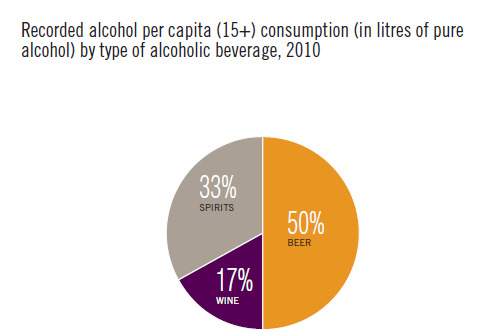 Recorded alcohol per capita (15+) consumption (in litres of pure
alcohol) by type of alcoholic beverage, 2010
33%
SPIRITS
50%
BEER
17%
WINE